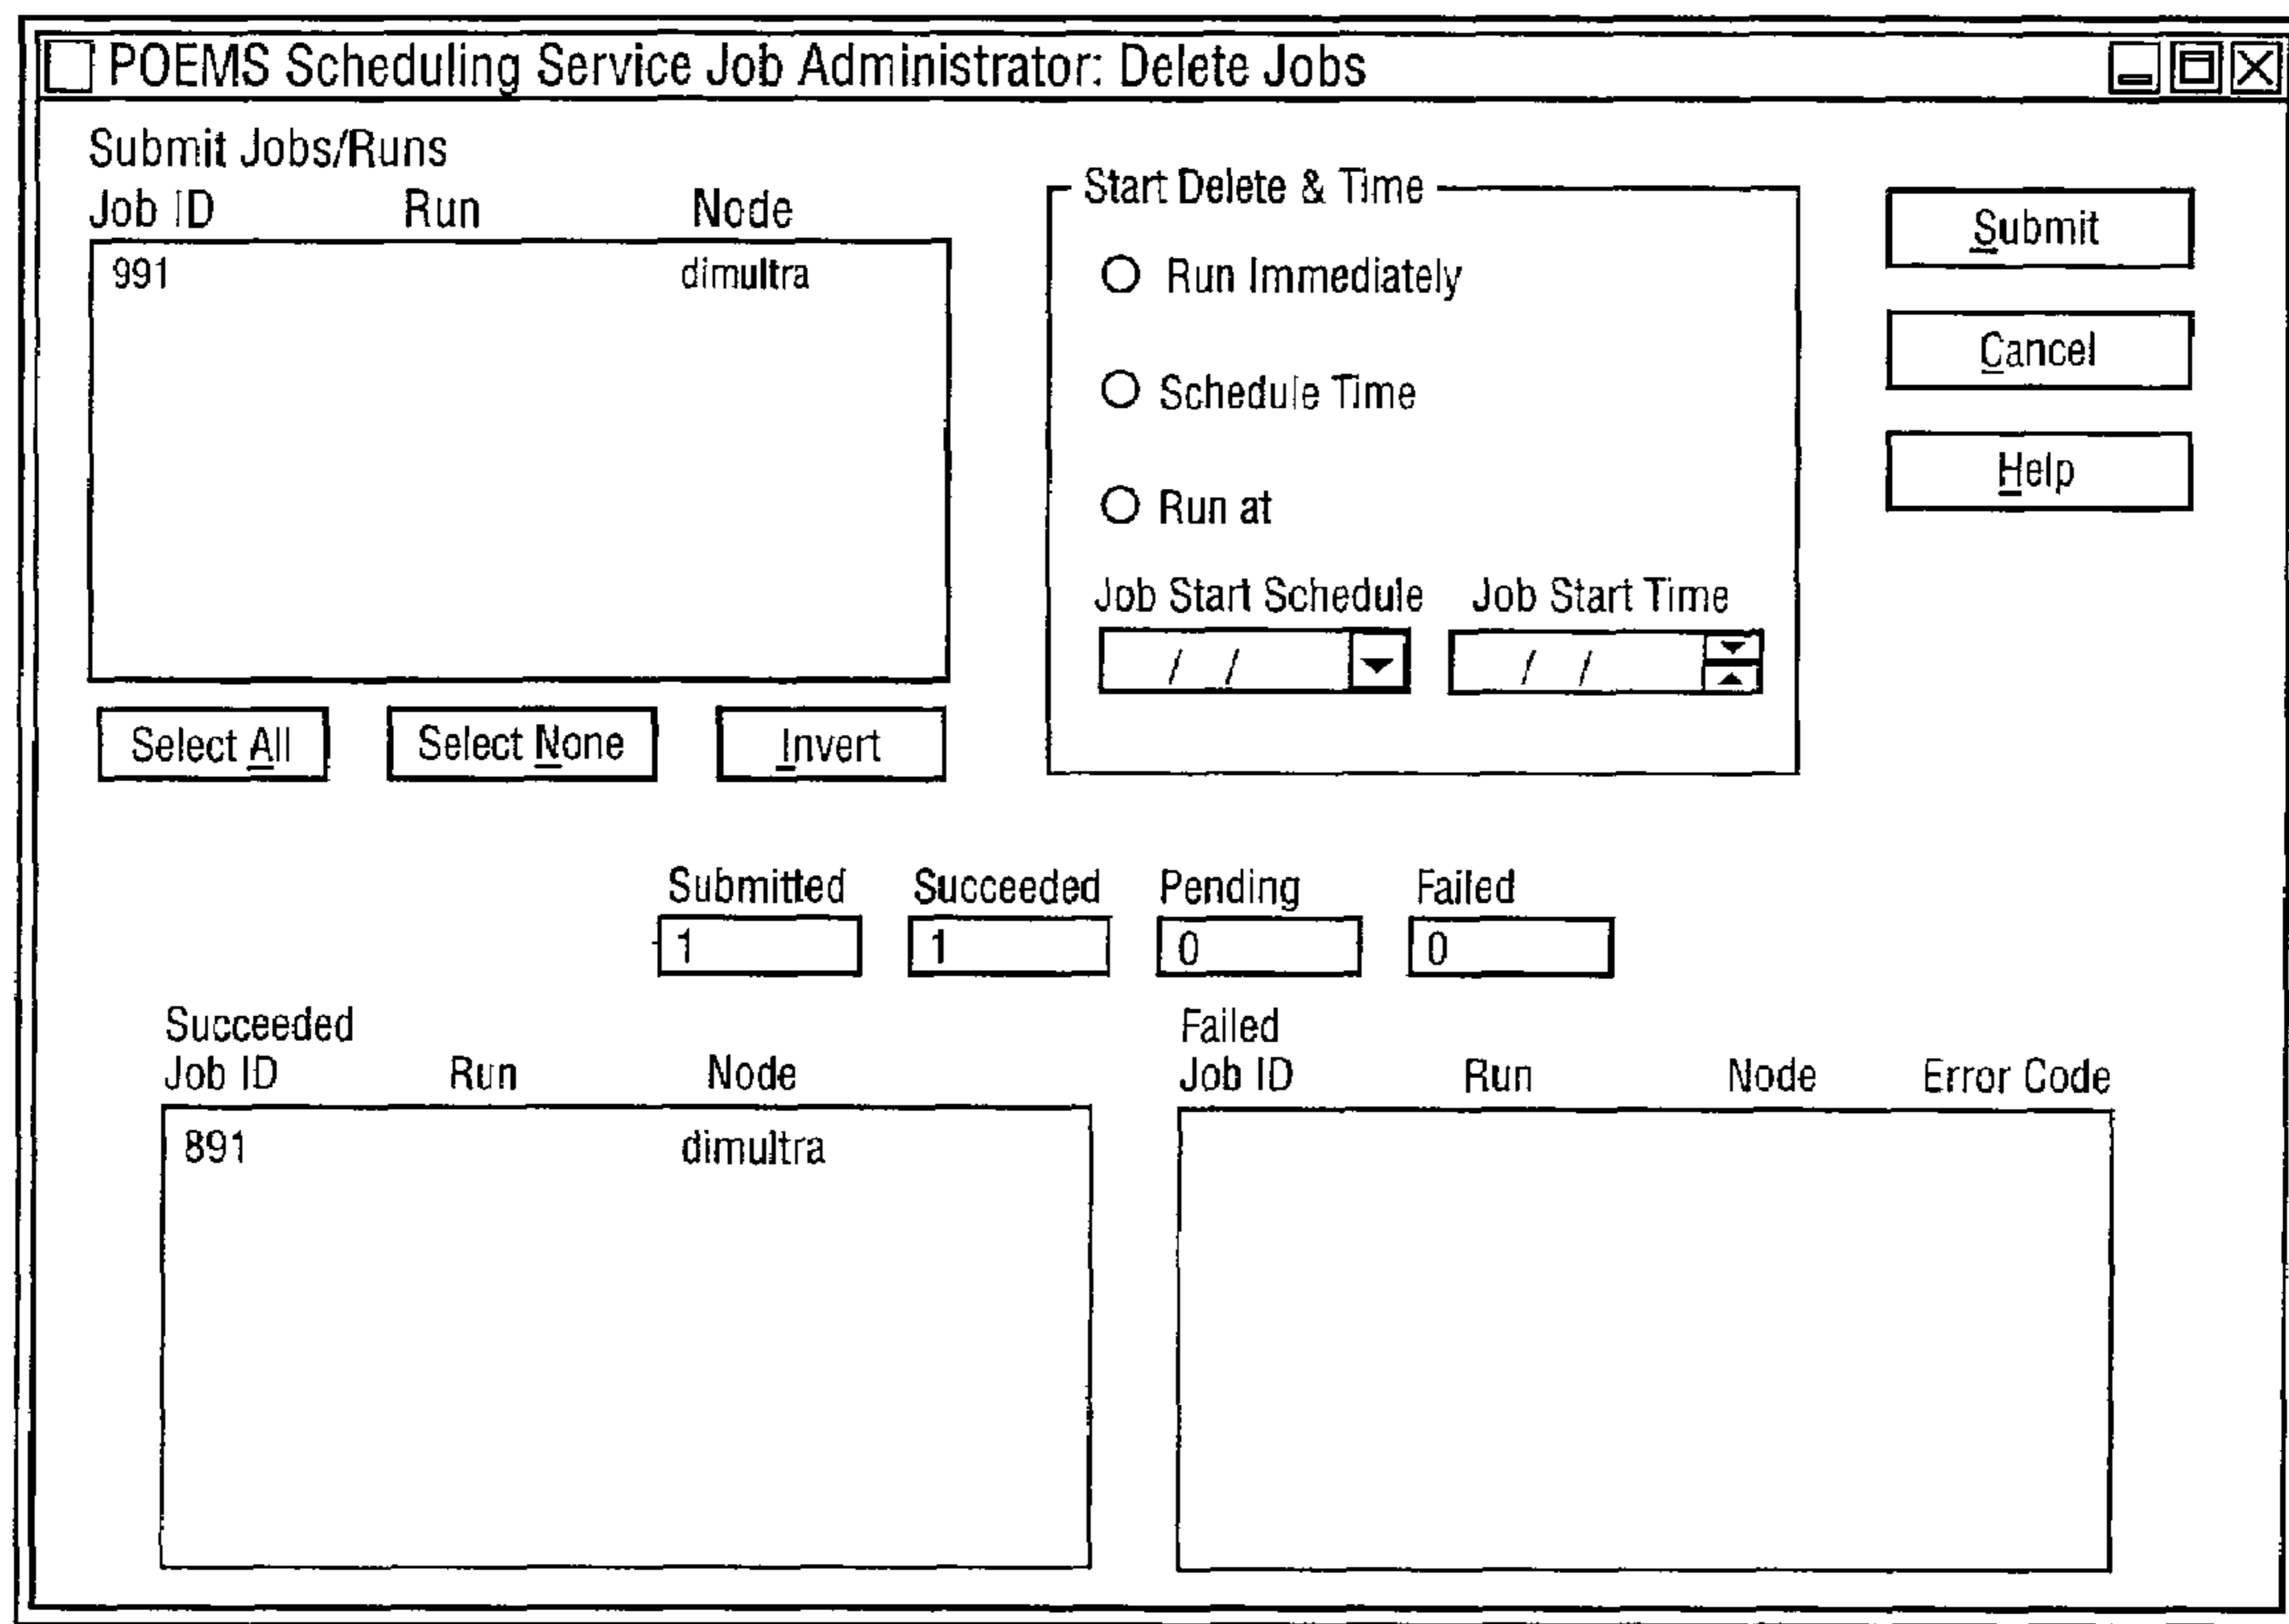 POEMS Scheduling Service Job Administrator: Delete Jobs
Submit Jobs/Runs
Job ID Run Node
991 dimultra
Select All Select None Invert
Start Delete & Time
Run Immediately
Schedule Time
Run at
Job Start Schedule Job Start Time
/ / / /
Submit
Cancel
Help
Submitted Succeeded Pending Failed
1 1 0 0
Succeeded
Job ID Run Node
891 dimultra
Failed
Job ID Run Node Error Code